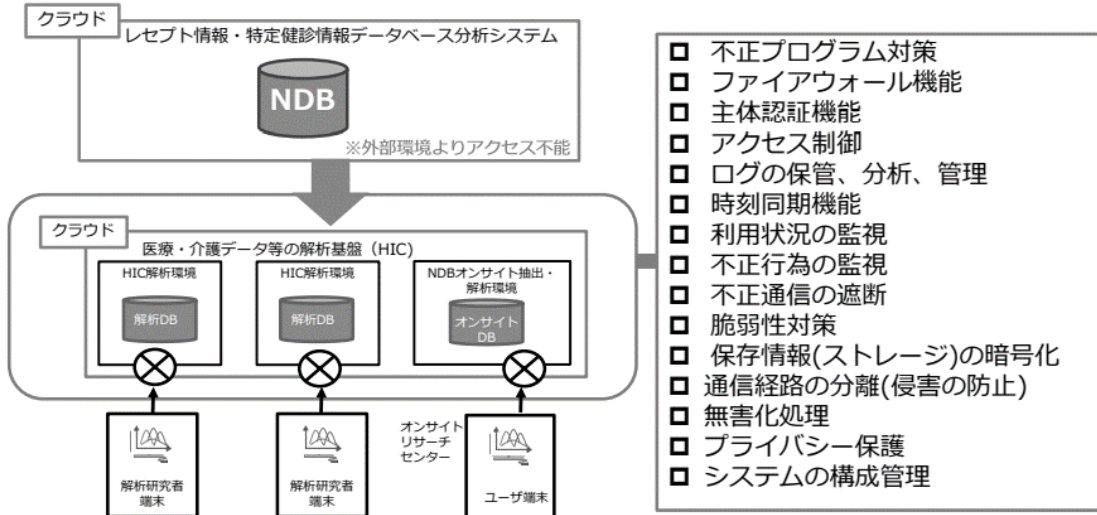 クラウド
レセプト情報・特定健診情報データベース分析システム
NDB
※外部環境よりアクセス不能
クラウド
医療・介護データ等の解析基盤（HIC)
HIC解析環境
解析DB
HIC解析環境
解析DB
NDBオンサイト抽出・
解析環境
オンサイト
DB
解析研究者
端末
解析研究者
端末
オンサイト
リサーチ
センター
ユーザ端末
不正プログラム対策
ファイアウォール機能
主体認証機能
アクセス制御
ログの保管、分析、管理
時刻同期機能
利用状況の監視
不正行為の監視
不正通信の遮断
脆弱性対策
保存情報(ストレージ)の暗号化
通信経路の分離(侵害の防止)
無害化処理
プライバシー保護
システムの構成管理